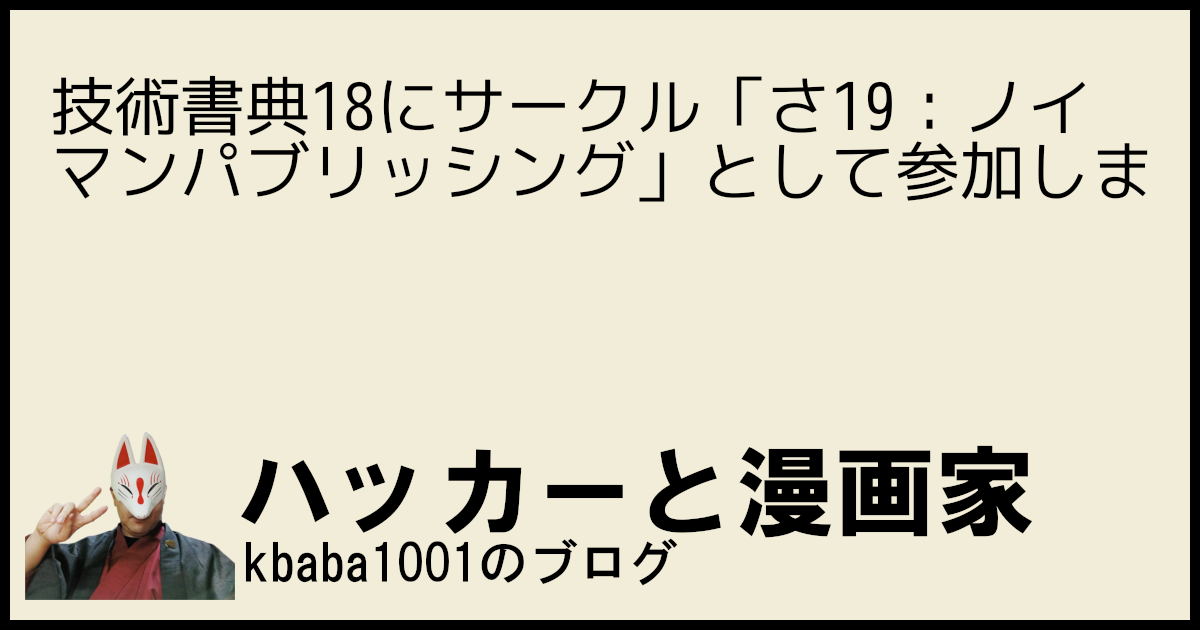 技術書典18にサークル「さ19：ノイ
マンパブリッシング」として参加しま
ハッカーと漫画家
kbaba1001のブログ